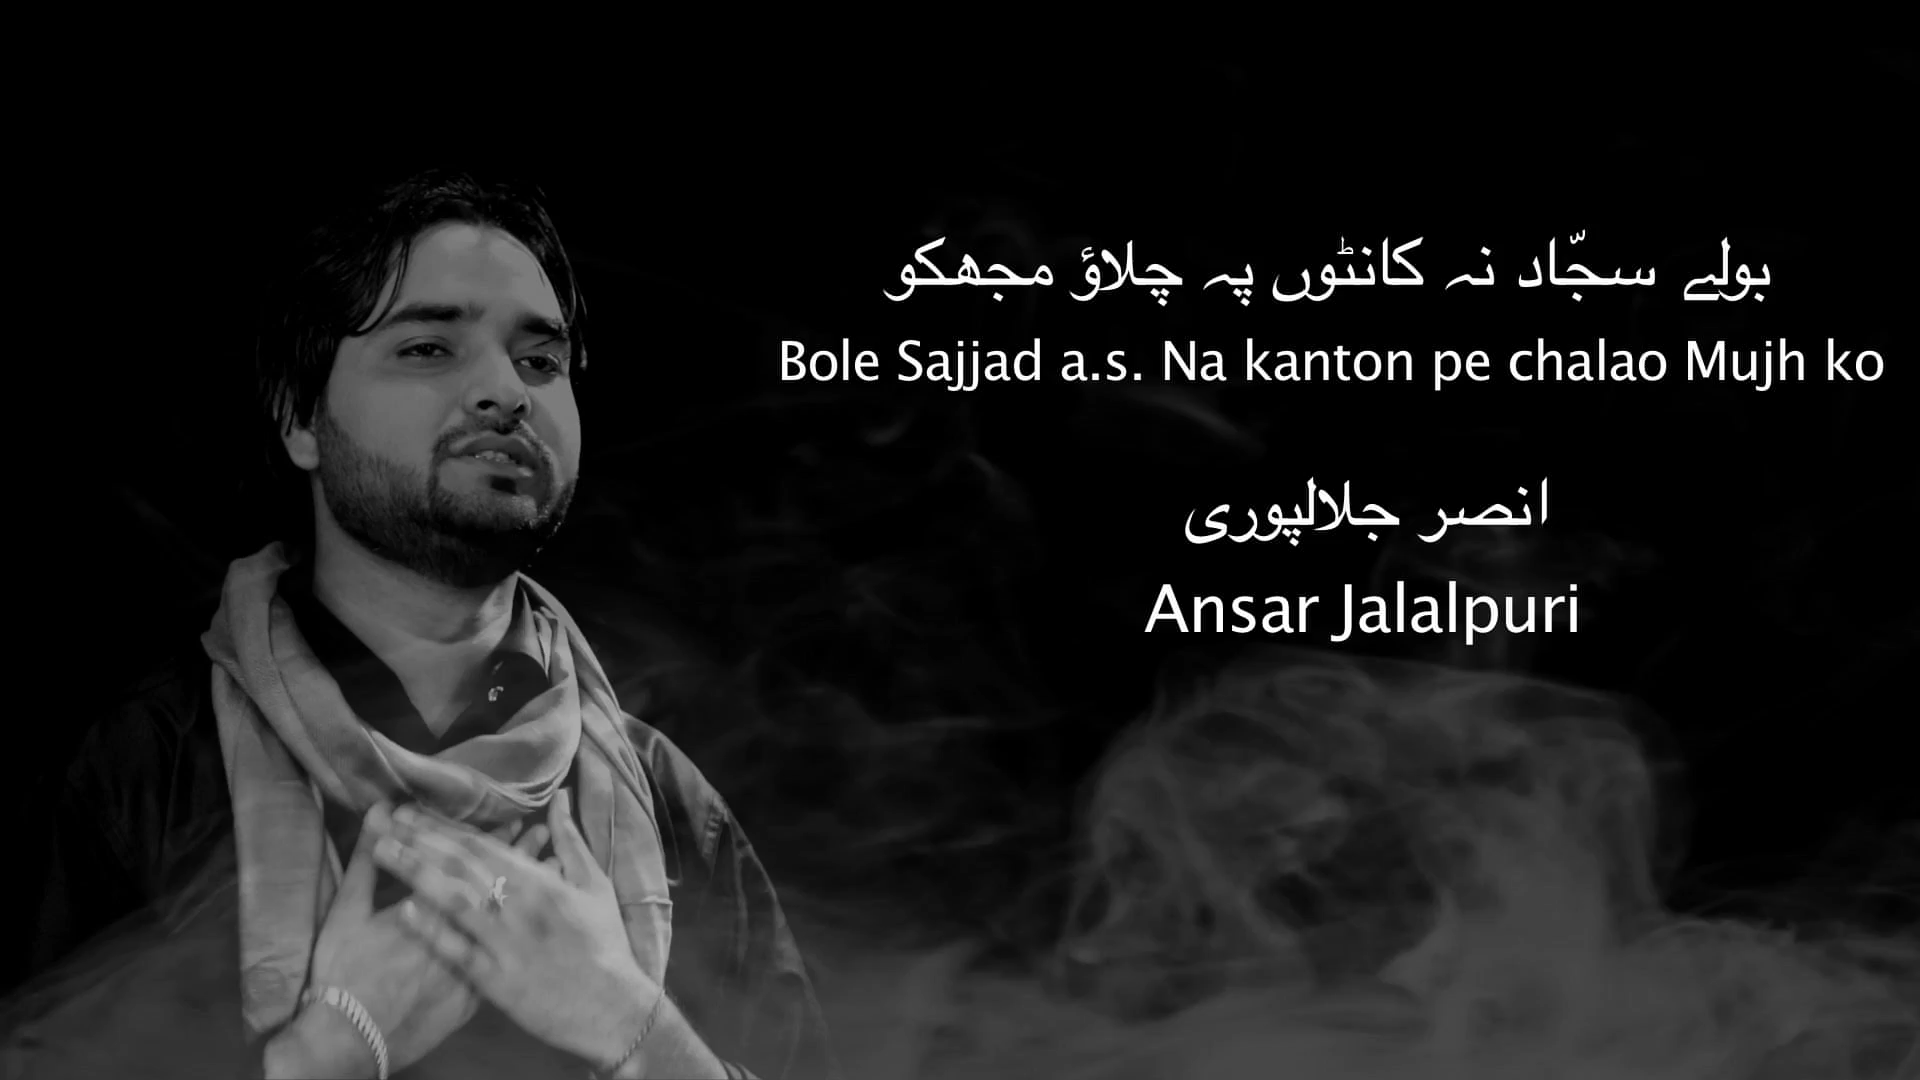 بولے سجّاد نہ کانٹوں پہ چلاؤ مجھکو
Bole Sajjad a.s. Na kanton pe chalao Mujh ko
انصر جلالپوری
Ansar Jalalpuri